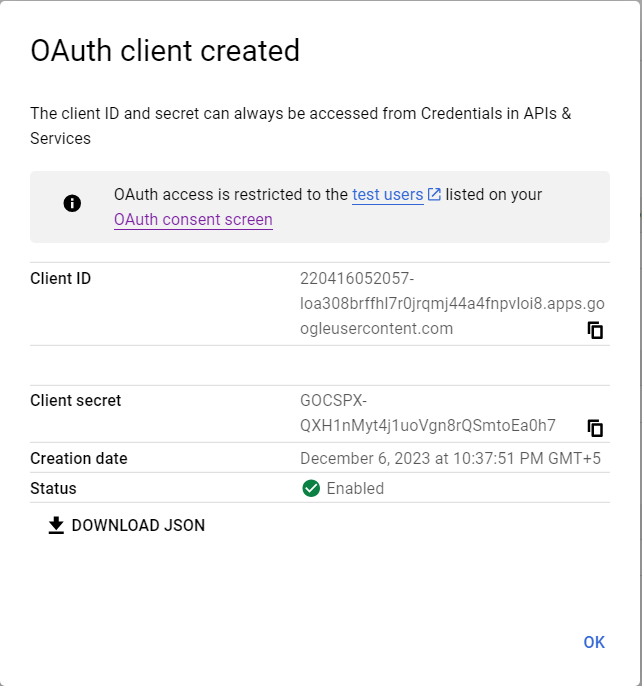 OAuth client created
The client ID and secret can always be accessed from Credentials in APIs &
Services
OAuth access is restricted to the test users listed on your
OAuth consent screen
Client ID
220416052057-
loa308brffhl7r0jrqmj44a4fnpvloi8.apps.go
ogleusercontent.com
Client secret
GOCSPX-
QXH1nMyt4j1uoVgn8rQSmtoEa0h7
Creation date
December 6, 2023 at 10:37:51 PM GMT+5
Status
Enabled
DOWNLOAD JSON
OK